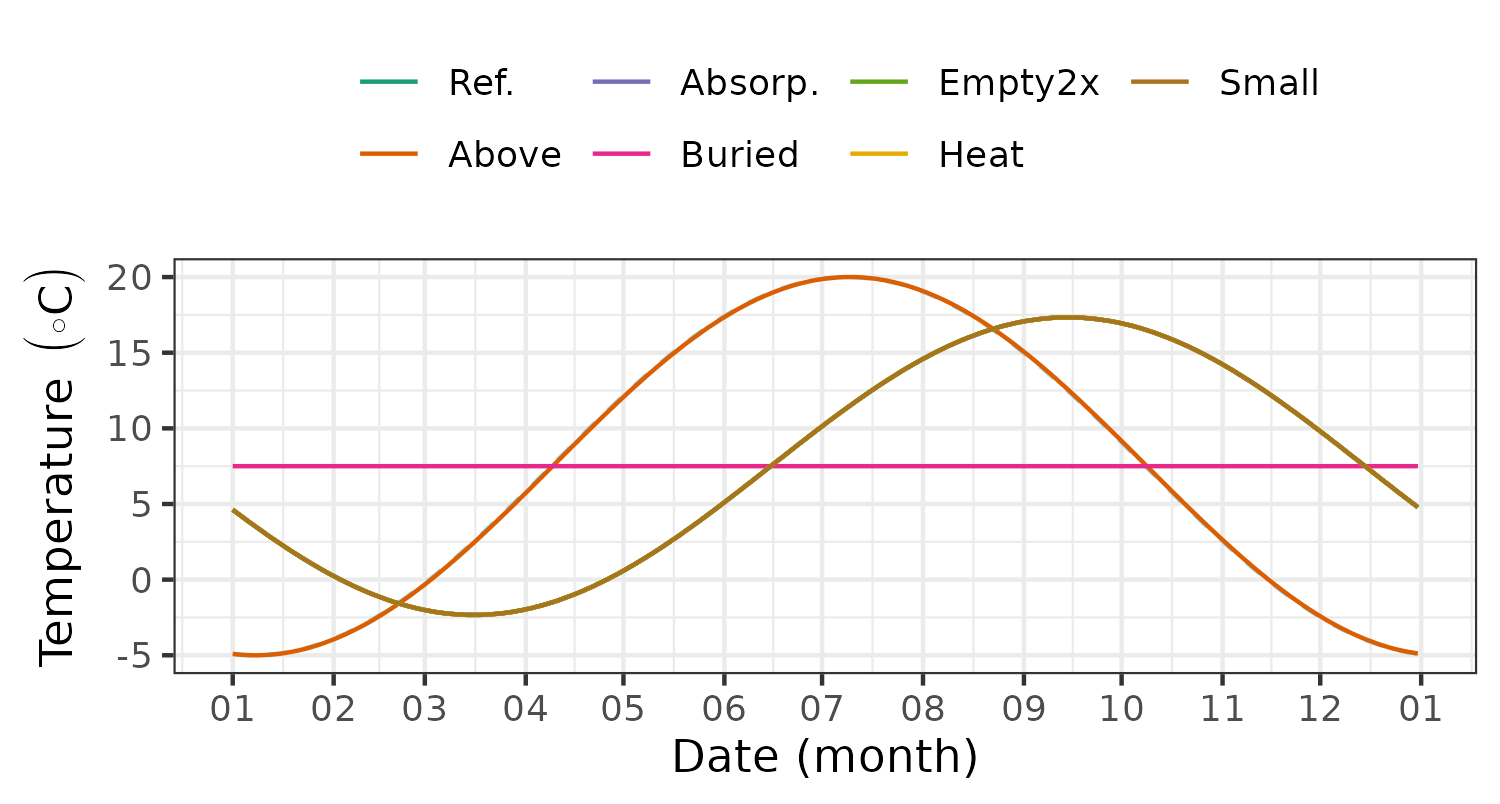 Ref. Absorp. Empty2x Small
Above Buried Heat
Temperature (◦C)
20
15
10
5
0
-5
01 02 03 04 05 06 07 08 09 10 11 12 01
Date (month)